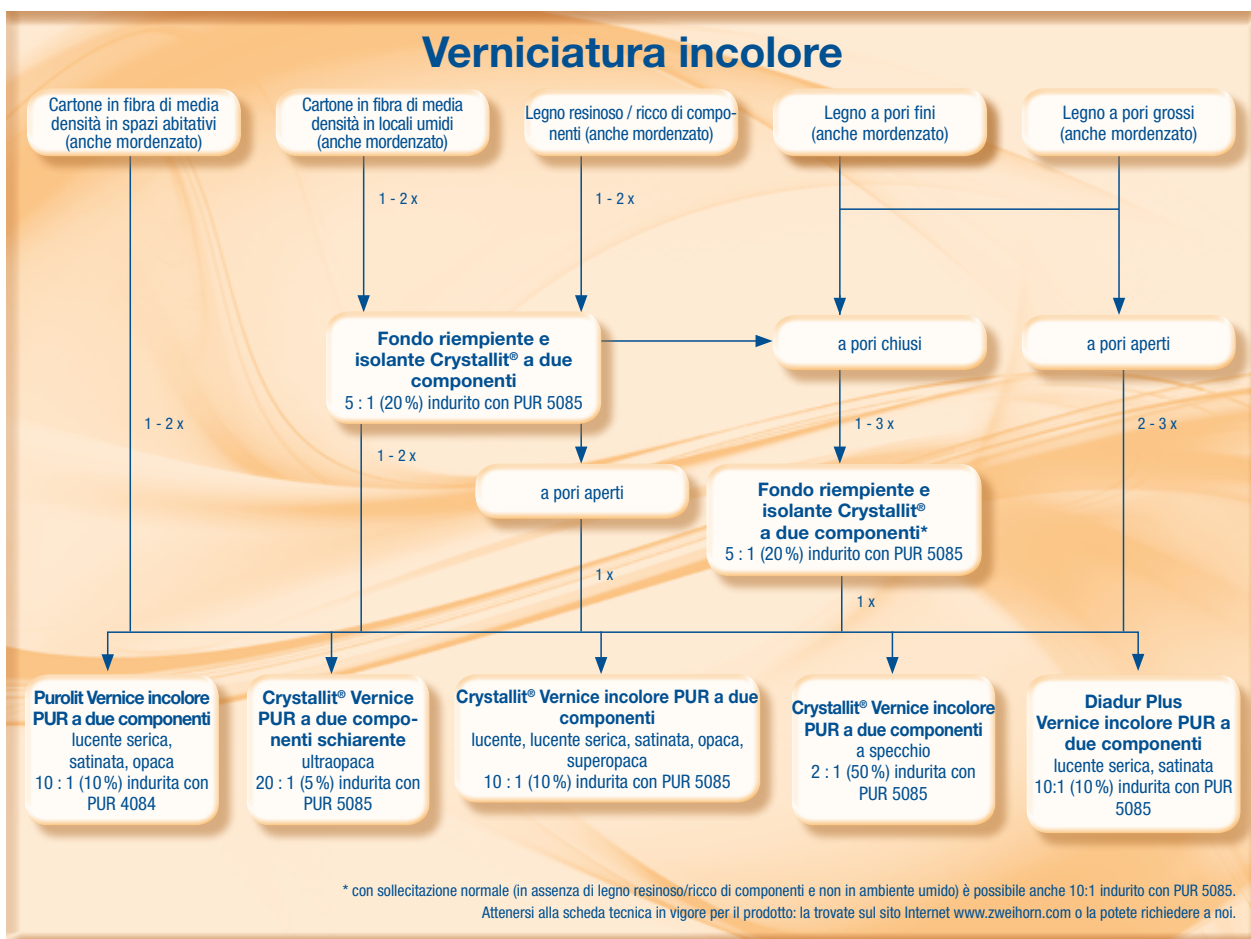 Verniciatura incolore
Cartone in fibra di media
densità in spazi abitativi
(anche mordenzato)
Cartone in fibra di media
densità in locali umidi
(anche mordenzato)
Legno resinoso / ricco di compo-
nenti (anche mordenzato)
Legno a pori fini
(anche mordenzato)
Legno a pori grossi
(anche mordenzato)
1 - 2 x
1 - 2 x
Fondo riempiente e
isolante Crystallit® a due
componenti
5 : 1 (20 %) indurito con PUR 5085
a pori chiusi
a pori aperti
1 - 2 x
1 - 2 x
1 - 3 x
2 - 3 x
a pori aperti
Fondo riempiente e
isolante Crystallit®
a due componenti*
5 : 1 (20 %) indurito con PUR 5085
1 x
1 x
Purolit Vernice incolore
PUR a due componenti
lucente serica,
satinata, opaca
10 : 1 (10 %) indurita con
PUR 4084
Crystallit® Vernice
PUR a due compo-
nenti schiarente
ultraopaca
20 : 1 (5 %) indurita con
PUR 5085
Crystallit® Vernice incolore PUR a due
componenti
lucente, lucente serica, satinata, opaca,
superopaca
10 : 1 (10 %) indurita con PUR 5085
Crystallit® Vernice incolore
PUR a due componenti
a specchio
2 : 1 (50 %) indurita con
PUR 5085
Diadur Plus
Vernice incolore PUR a
due componenti
lucente serica, satinata
10:1 (10 %) indurita con PUR
5085
* con sollecitazione normale (in assenza di legno resinoso/ricco di componenti e non in ambiente umido) è possibile anche 10:1 indurito con PUR 5085.
Attenersi alla scheda tecnica in vigore per il prodotto: la trovate sul sito Internet www.zweihorn.com o la potete richiedere a noi.